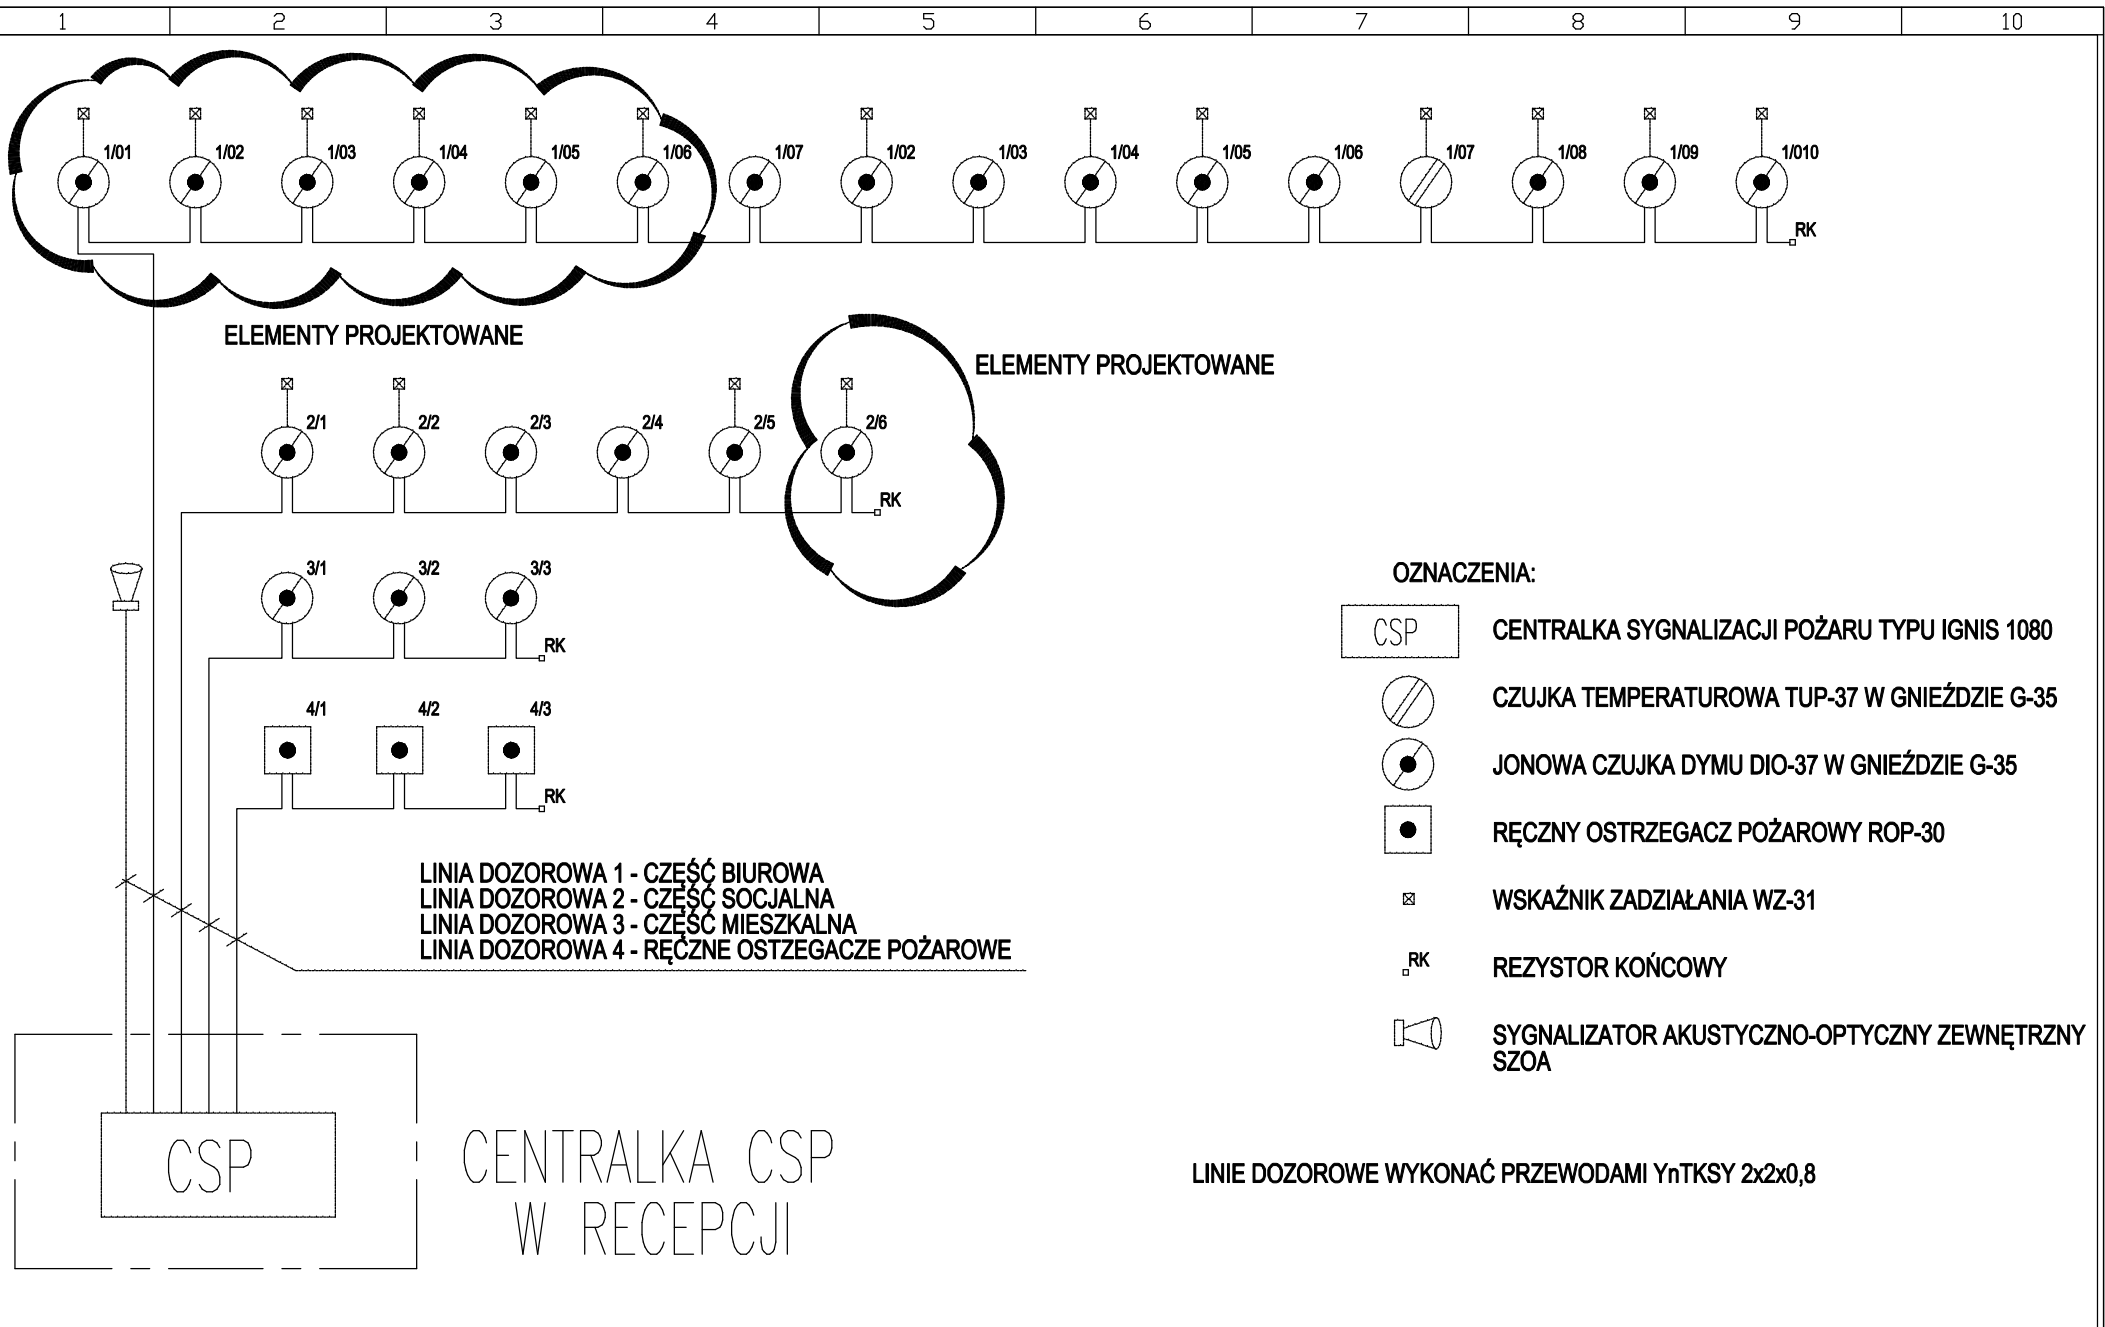 1 2 3 4 5 6 7 8 9 10
1/01 1/02 1/03 1/04 1/05 1/06 1/07 1/02 1/03 1/04 1/05 1/06 1/07 1/08 1/09 1/010
RK
ELEMENTY PROJEKTOWANE
ELEMENTY PROJEKTOWANE
2/1 2/2 2/3 2/4 2/5 2/6
RK
3/1 3/2 3/3
RK
4/1 4/2 4/3
RK
LINIA DOZOROWA 1 - CZĘŚĆ BIUROWA
LINIA DOZOROWA 2 - CZĘŚĆ SOCJALNA
LINIA DOZOROWA 3 - CZĘŚĆ MIESZKALNA
LINIA DOZOROWA 4 - RĘCZNE OSTZEGACZE POŻAROWE
CSP
CENTRALKA CSP
W RECEPCJI
OZNACZENIA:
CSP CENTRALKA SYGNALIZACJI POŻARU TYPU IGNIS 1080
CZUJKA TEMPERATUROWA TUP-37 W GNIEŹDZIE G-35
JONOWA CZUJKA DYMU DIO-37 W GNIEŹDZIE G-35
RĘCZNY OSTRZEGACZ POŻAROWY ROP-30
WSKAŹNIK ZADZIAŁANIA WZ-31
RK REZYSTOR KOŃCOWY
SYGNALIZATOR AKUSTYCZNO-OPTYCZNY ZEWNĘTRZNY
SZOA
LINIE DOZOROWE WYKONAĆ PRZEWODAMI YnTKSY 2x2x0,8